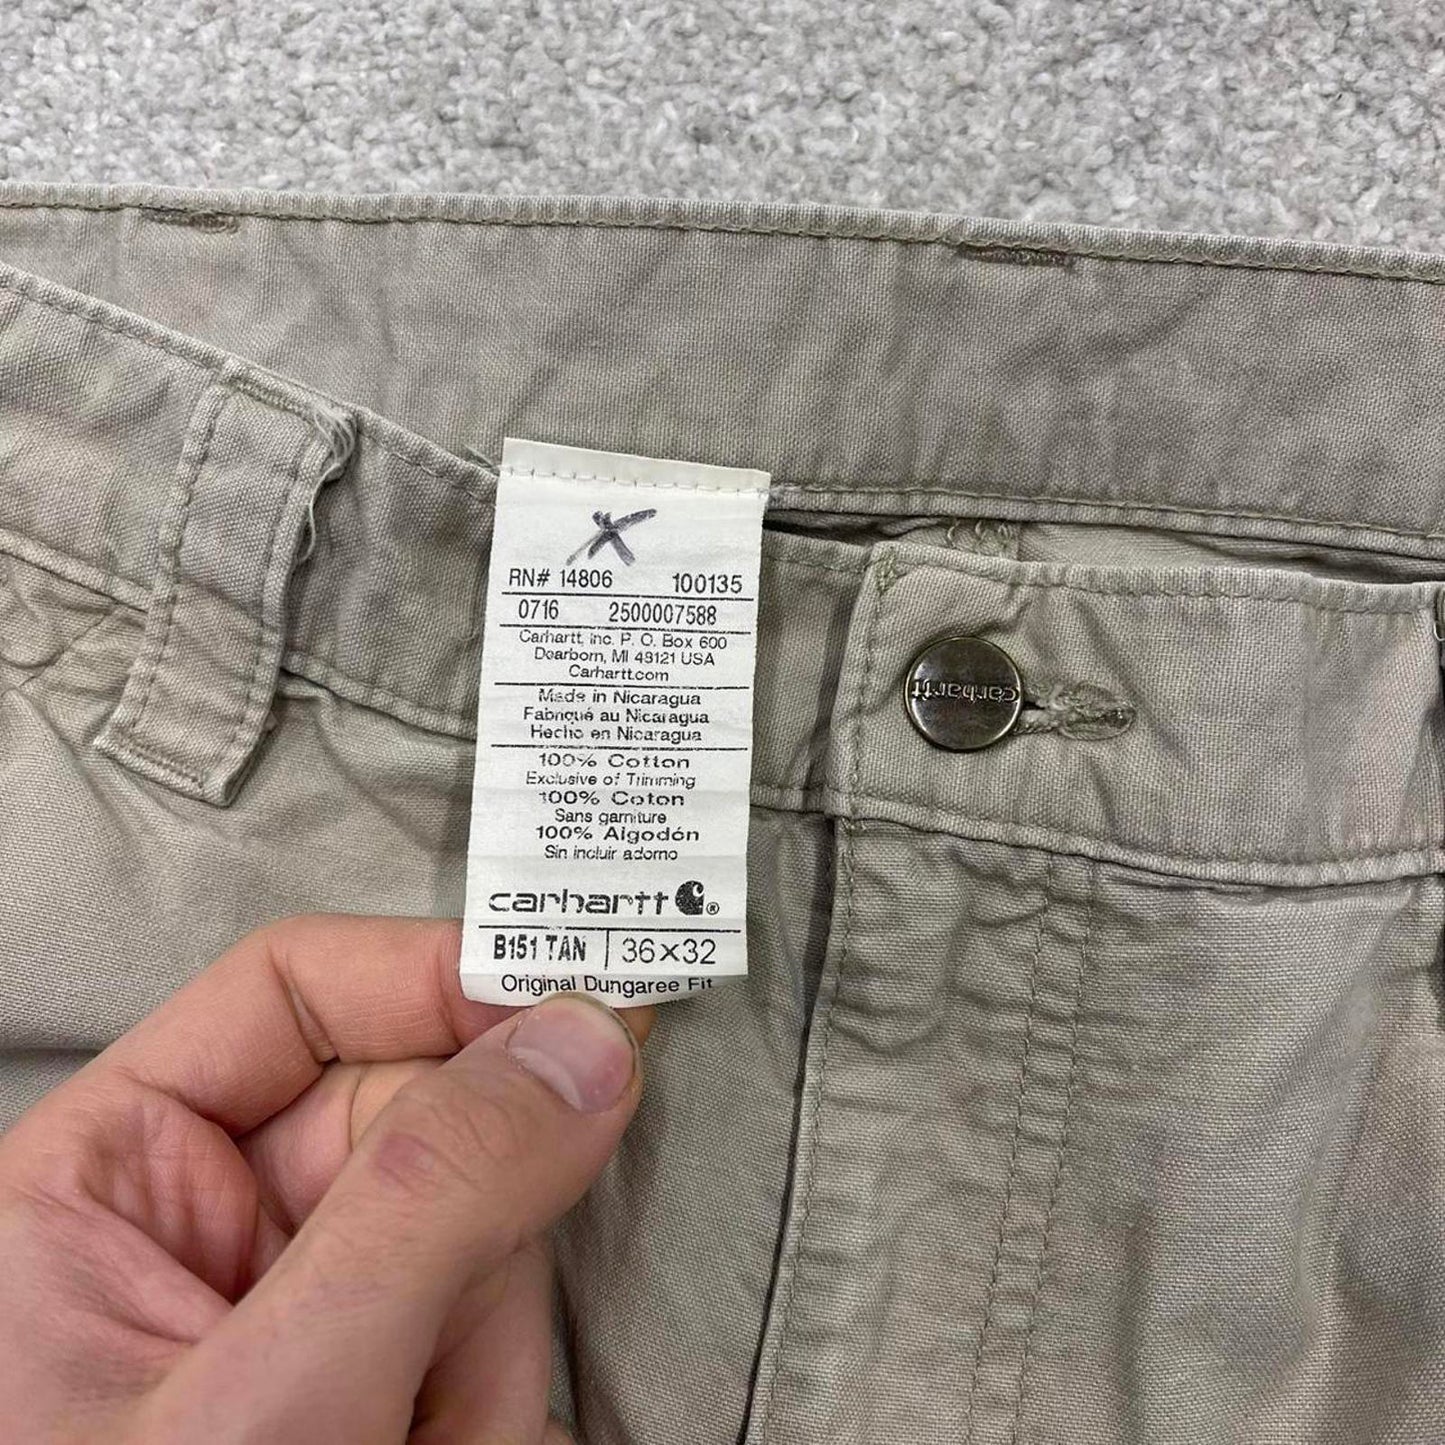 RN# 14806 100135
0716 2500007588
Carhartt, Inc. P. O. Box 600
Dearborn, MI 48121 USA
Carhartt.com
Made in Nicaragua
Fabriqué au Nicaragua
Hecho en Nicaragua
100% Cotton
Exclusive of Trimming
100% Coton
Sans garniture
100% Algodón
Sin incluir adorno
carhartt ®
B151 TAN | 36x32
Original Dungaree Fit
carhartt